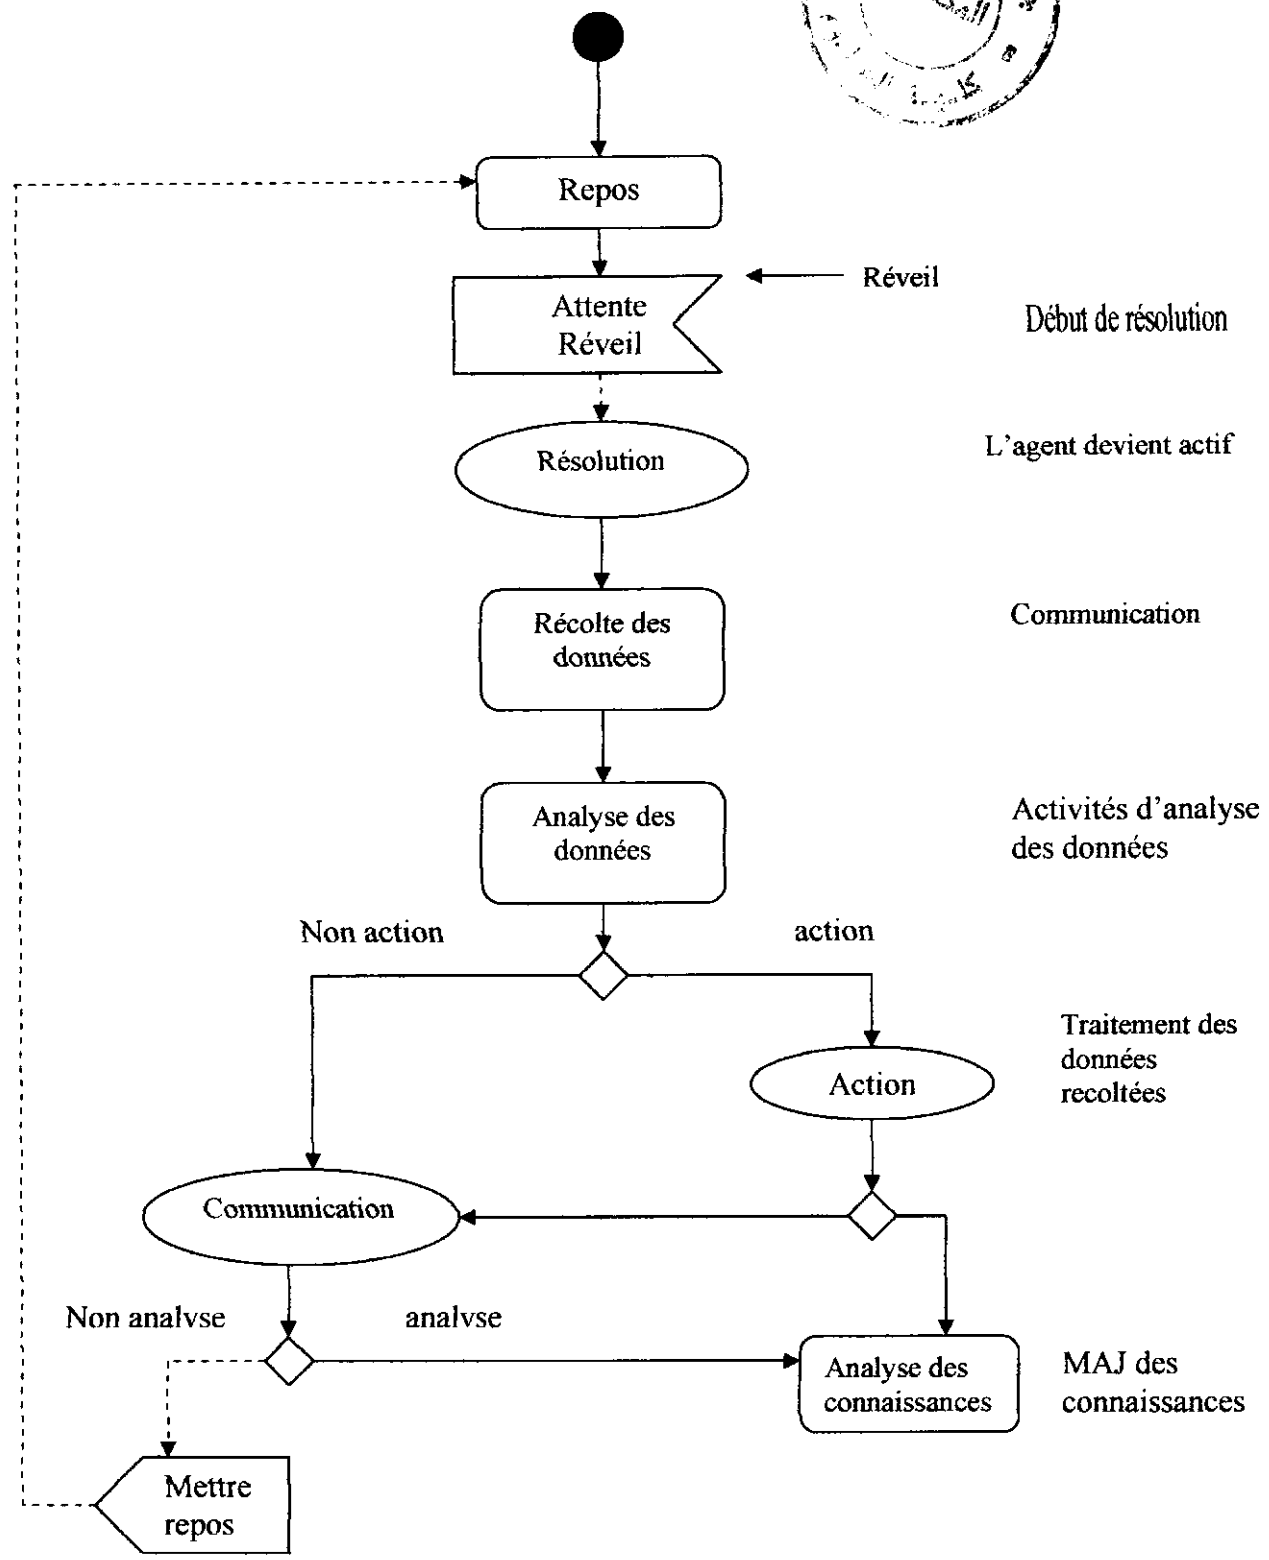 Repos
Réveil
Attente
Réveil
Début de résolution
L'agent devient actif
Résolution
Récolte des
données
Communication
Analyse des
données
Activités d'analyse
des données
Non action
action
Traitement des
données
recoltées
Action
Communication
Non analyse
analyse
Analyse des
connaissances
MAJ des
connaissances
Mettre
repos